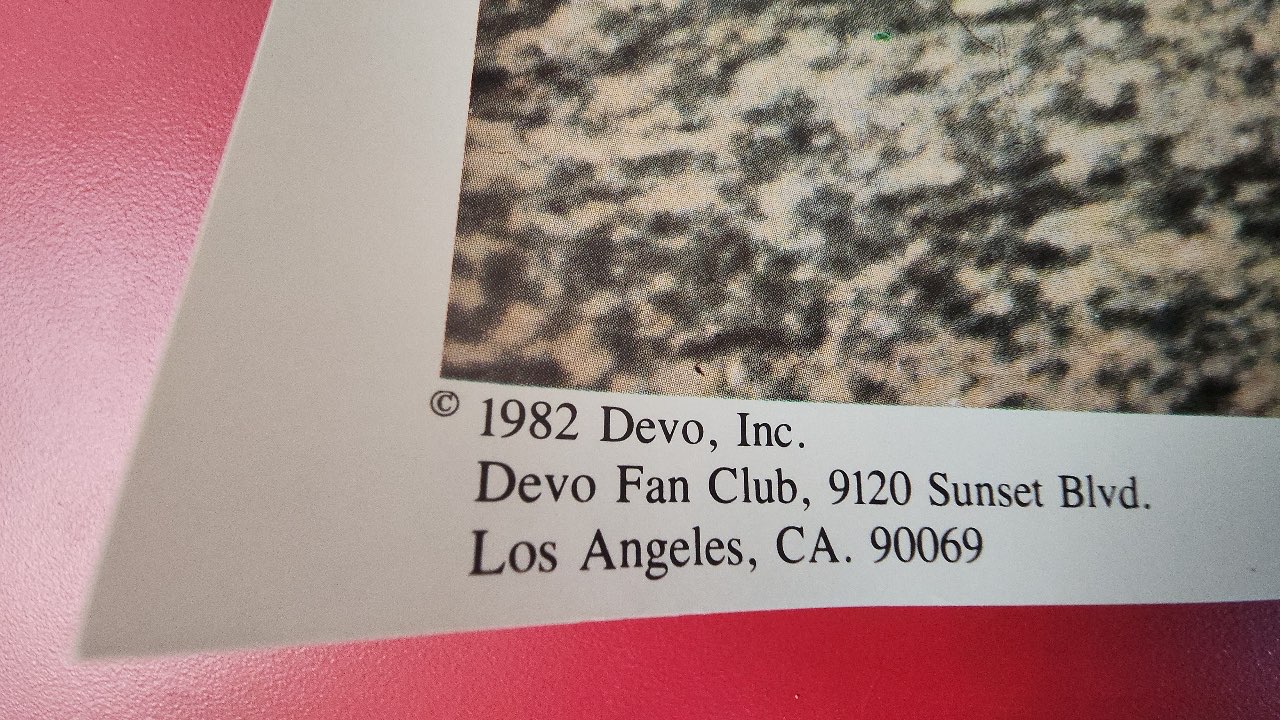 © 1982 Devo, Inc.
Devo Fan Club, 9120 Sunset Blvd.
Los Angeles, CA. 90069